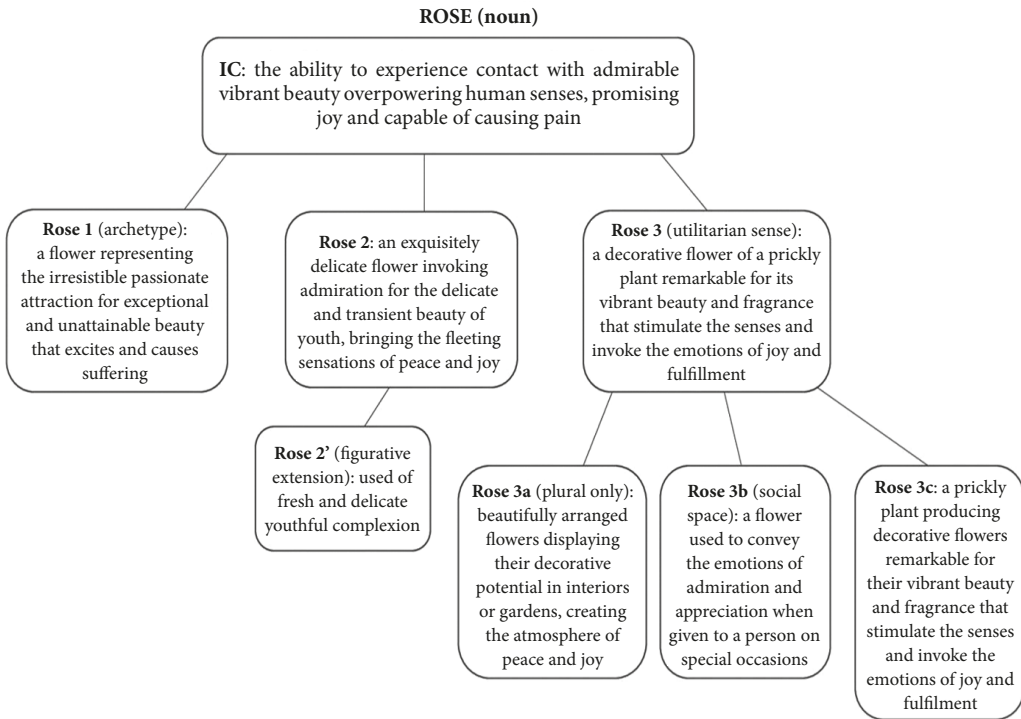 ROSE (noun)
IC: the ability to experience contact with admirable
vibrant beauty overpowering human senses, promising
joy and capable of causing pain
Rose 1 (archetype):
a flower representing
the irresistible passionate
attraction for exceptional
and unattainable beauty
that excites and causes
suffering
Rose 2: an exquisitely
delicate flower invoking
admiration for the delicate
and transient beauty of
youth, bringing the fleeting
sensations of peace and joy
Rose 3 (utilitarian sense):
a decorative flower of a prickly
plant remarkable for its
vibrant beauty and fragrance
that stimulate the senses and
invoke the emotions of joy and
fulfillment
Rose 2’ (figurative
extension): used of
fresh and delicate
youthful complexion
Rose 3a (plural only):
beautifully arranged
flowers displaying
their decorative
potential in interiors
or gardens, creating
the atmosphere of
peace and joy
Rose 3b (social
space): a flower
used to convey
the emotions of
admiration and
appreciation when
given to a person on
special occasions
Rose 3c: a prickly
plant producing
decorative flowers
remarkable for
their vibrant beauty
and fragrance that
stimulate the senses
and invoke the
emotions of joy and
fulfilment